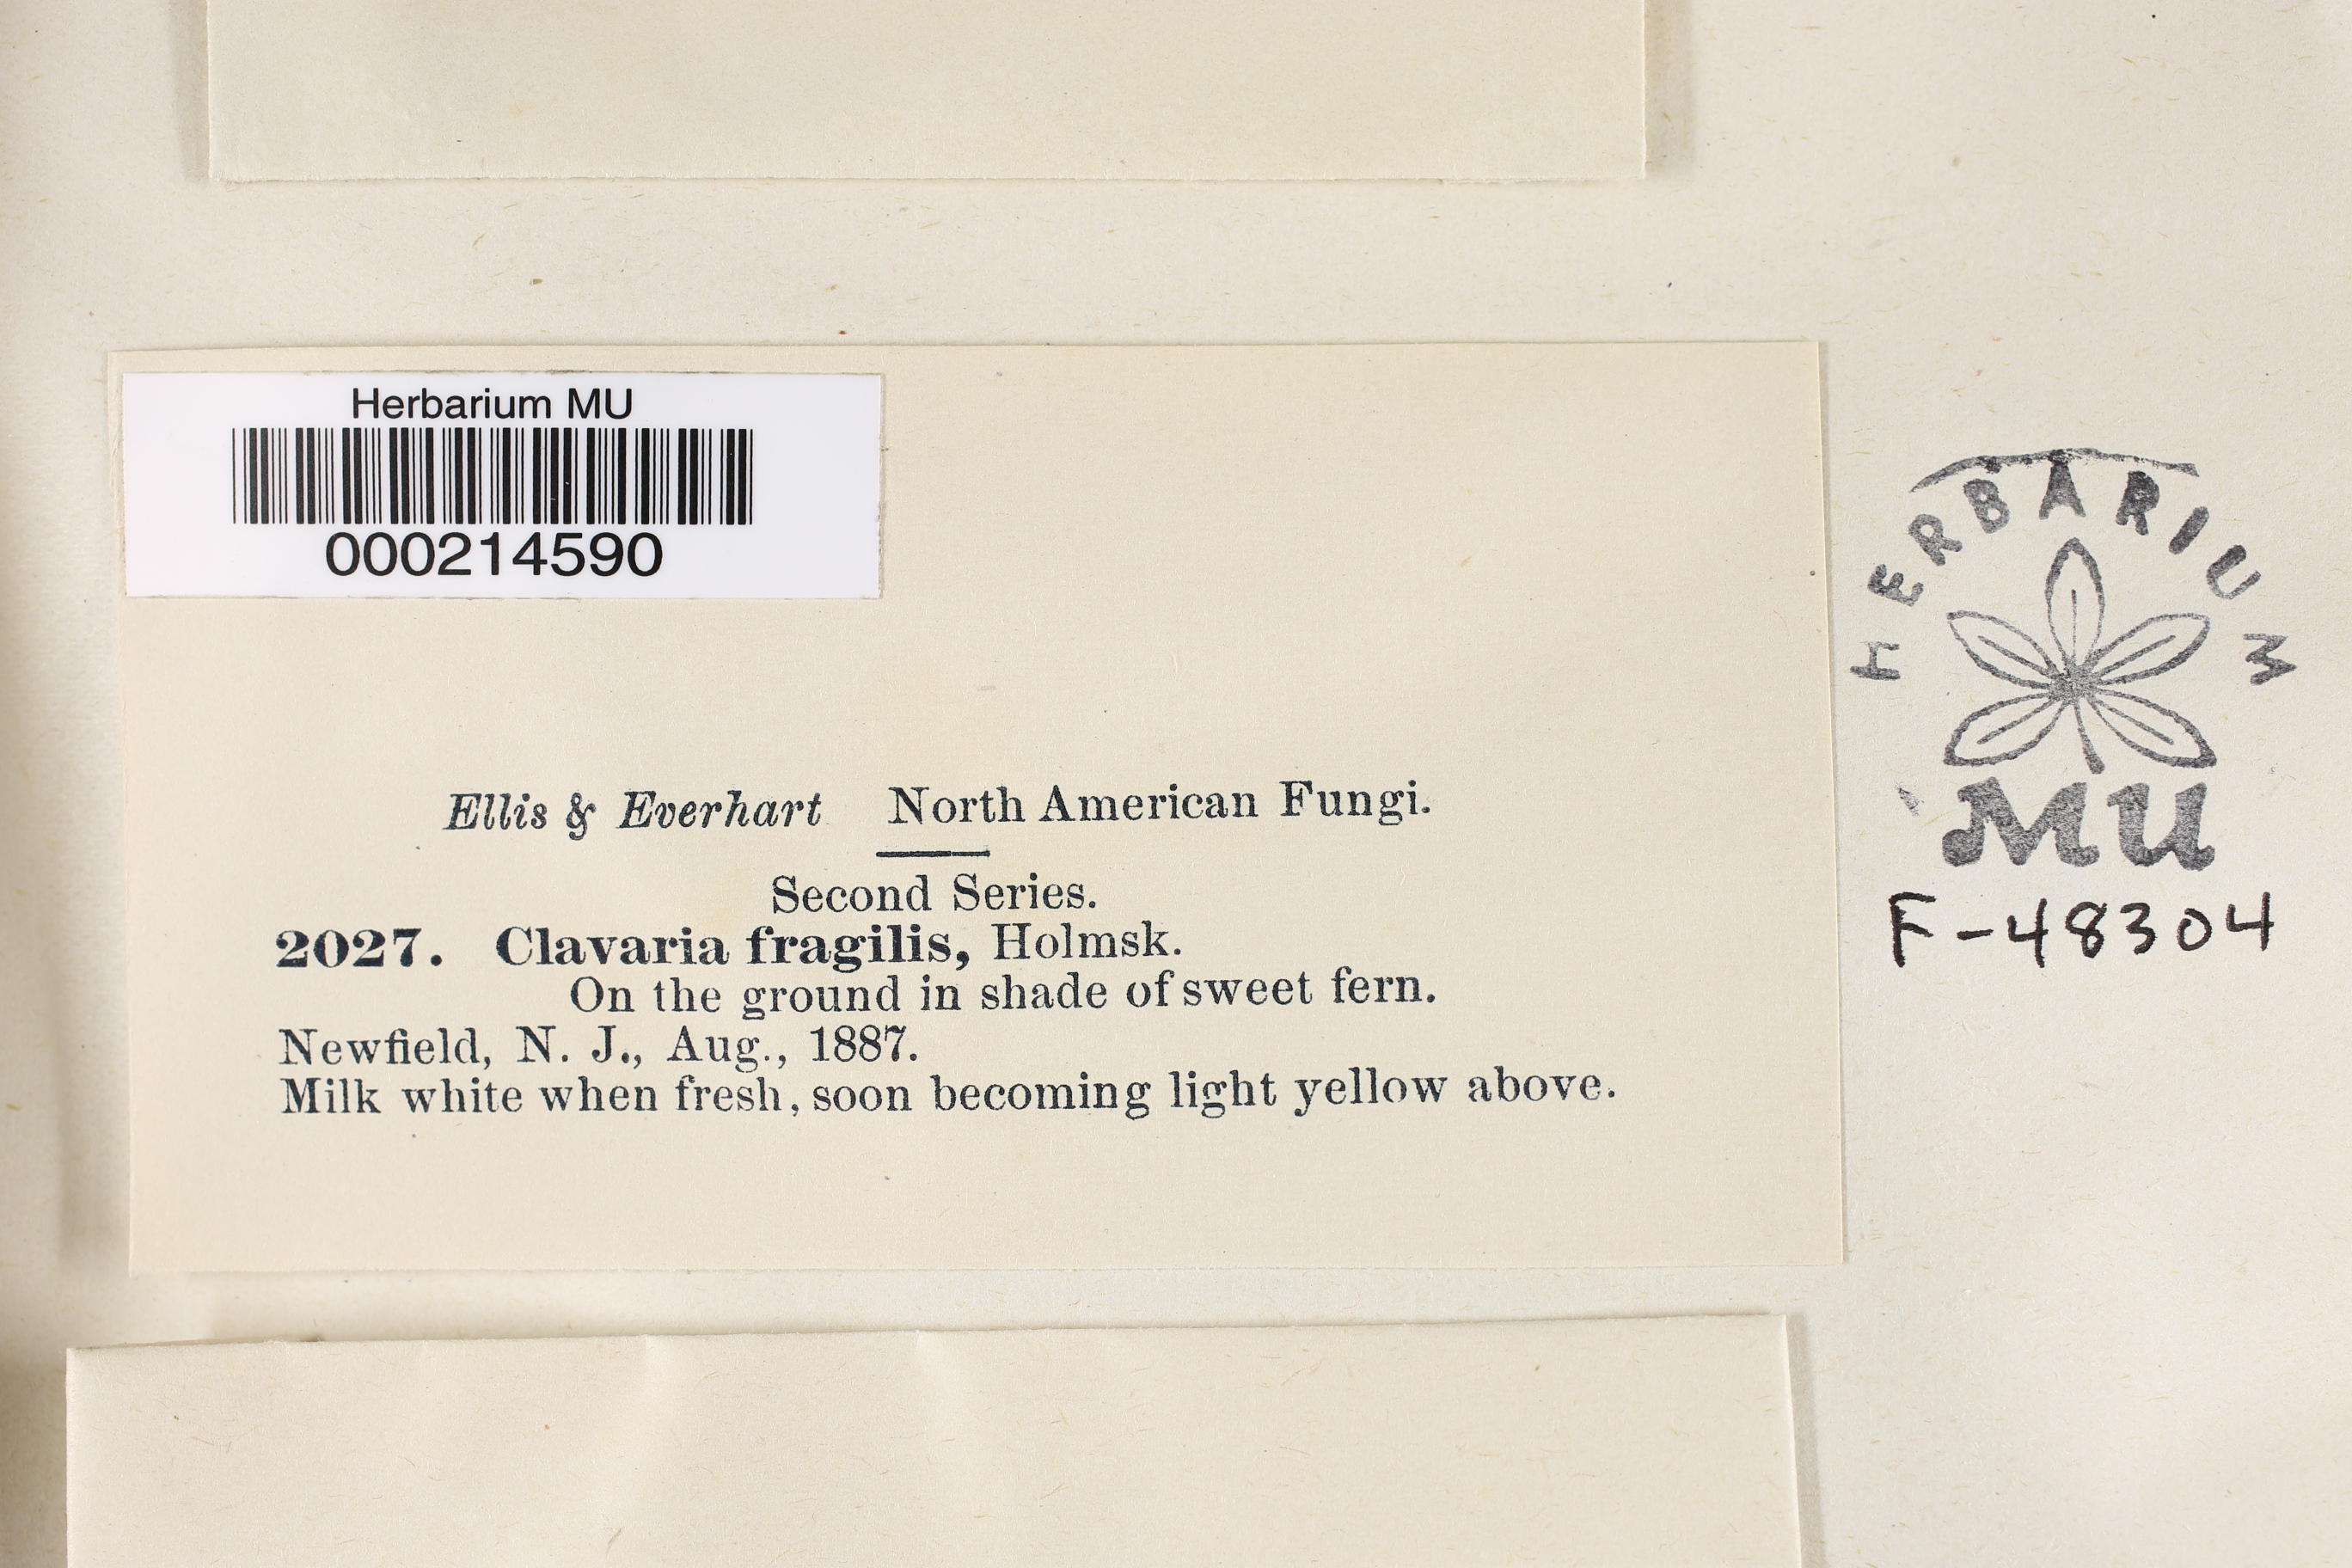 Herbarium MU
000214590
HERBARIUM
MU
F-48304
Ellis & Everhart North American Fungi.
Second Series.
2027. Clavaria fragilis, Holmsk.
On the ground in shade of sweet fern.
Newfield, N. J., Aug., 1887.
Milk white when fresh, soon becoming light yellow above.